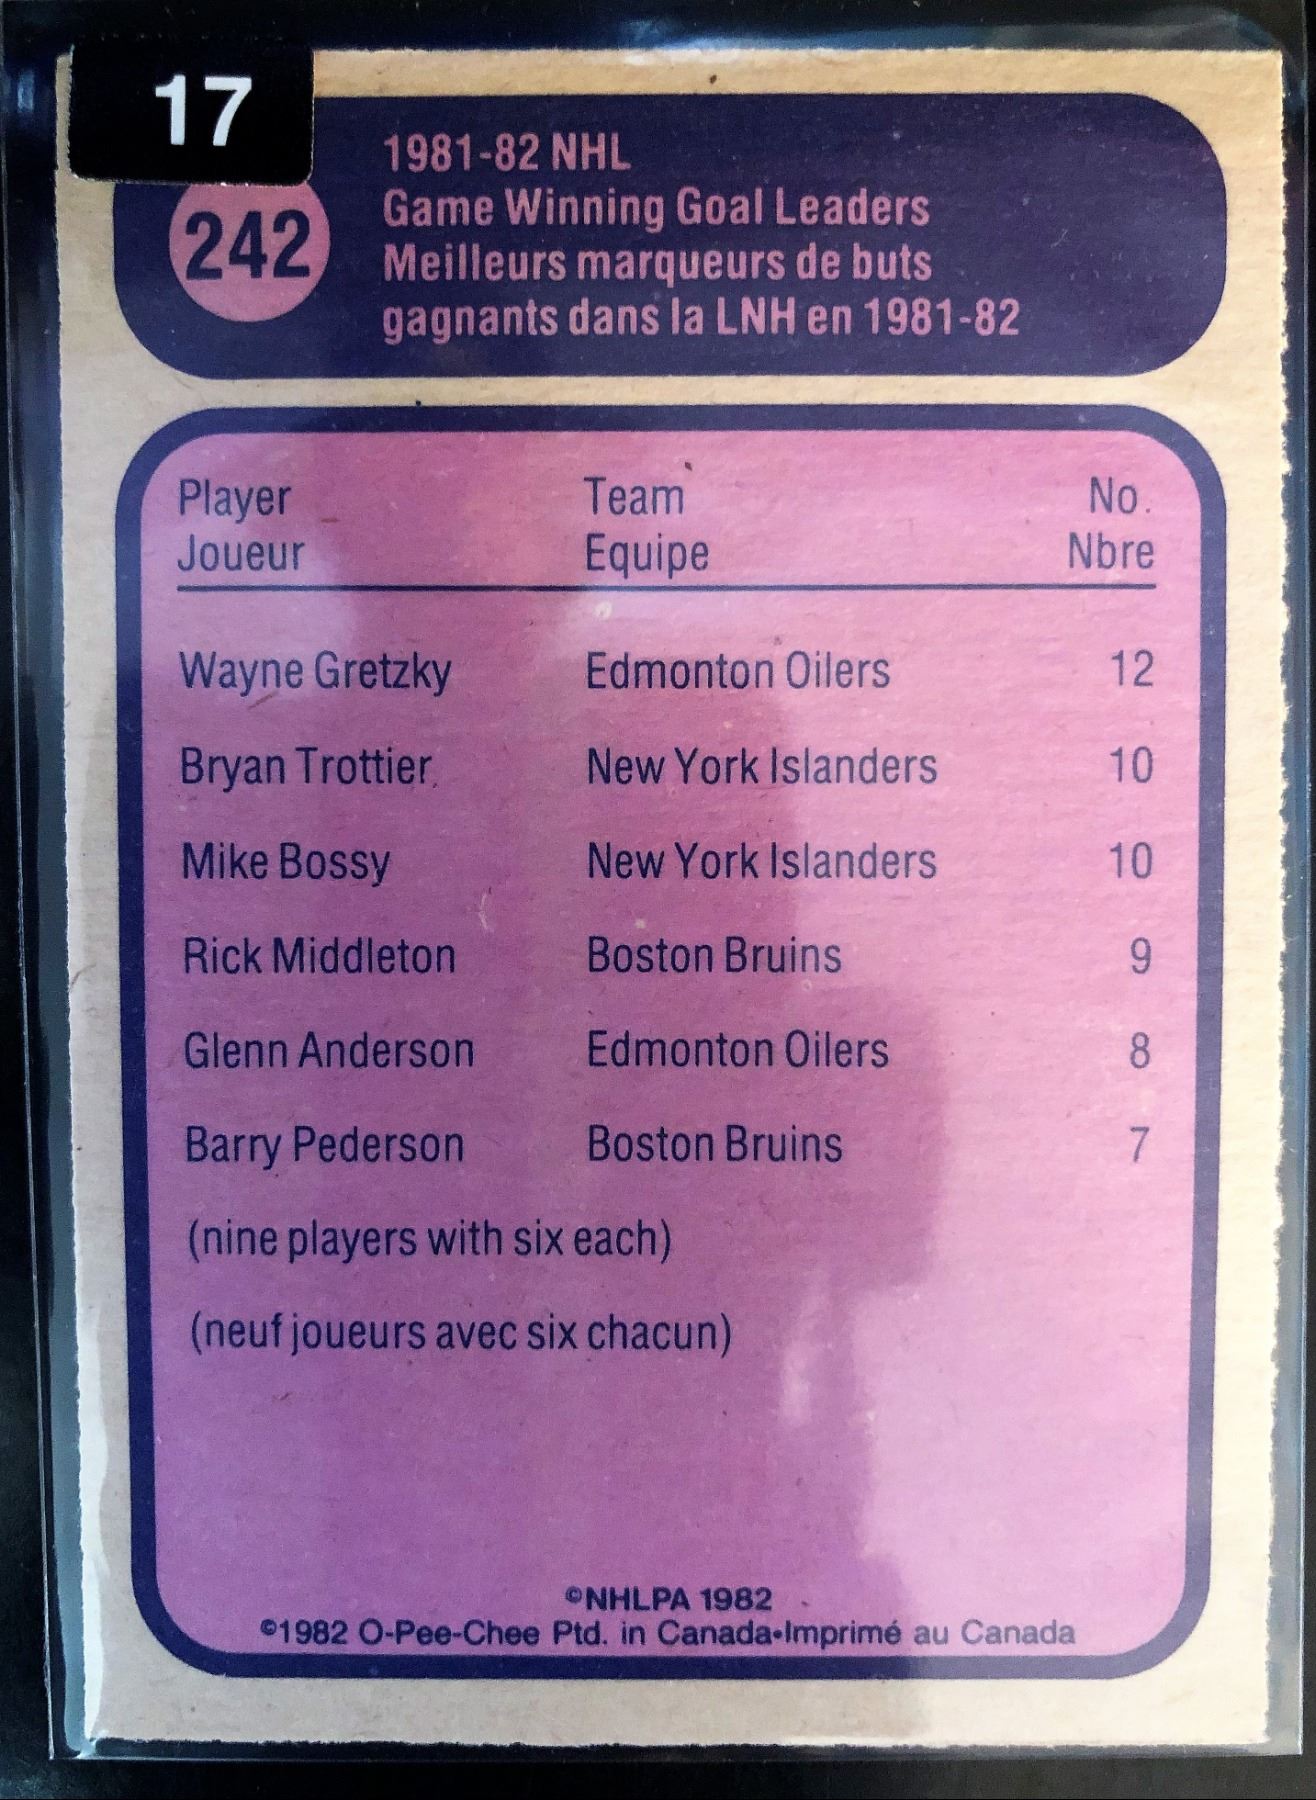 17
242
1981-82 NHL
Game Winning Goal Leaders
Meilleurs marqueurs de buts
gagnants dans la LNH en 1981-82
Player Team No.
Joueur Equipe Nbre
Wayne Gretzky Edmonton Oilers 12
Bryan Trottier New York Islanders 10
Mike Bossy New York Islanders 10
Rick Middleton Boston Bruins 9
Glenn Anderson Edmonton Oilers 8
Barry Pederson Boston Bruins 7
(nine players with six each)
(neuf joueurs avec six chacun)
©NHLPA 1982
©1982 O-Pee-Chee Ptd. in Canada•Imprimé au Canada